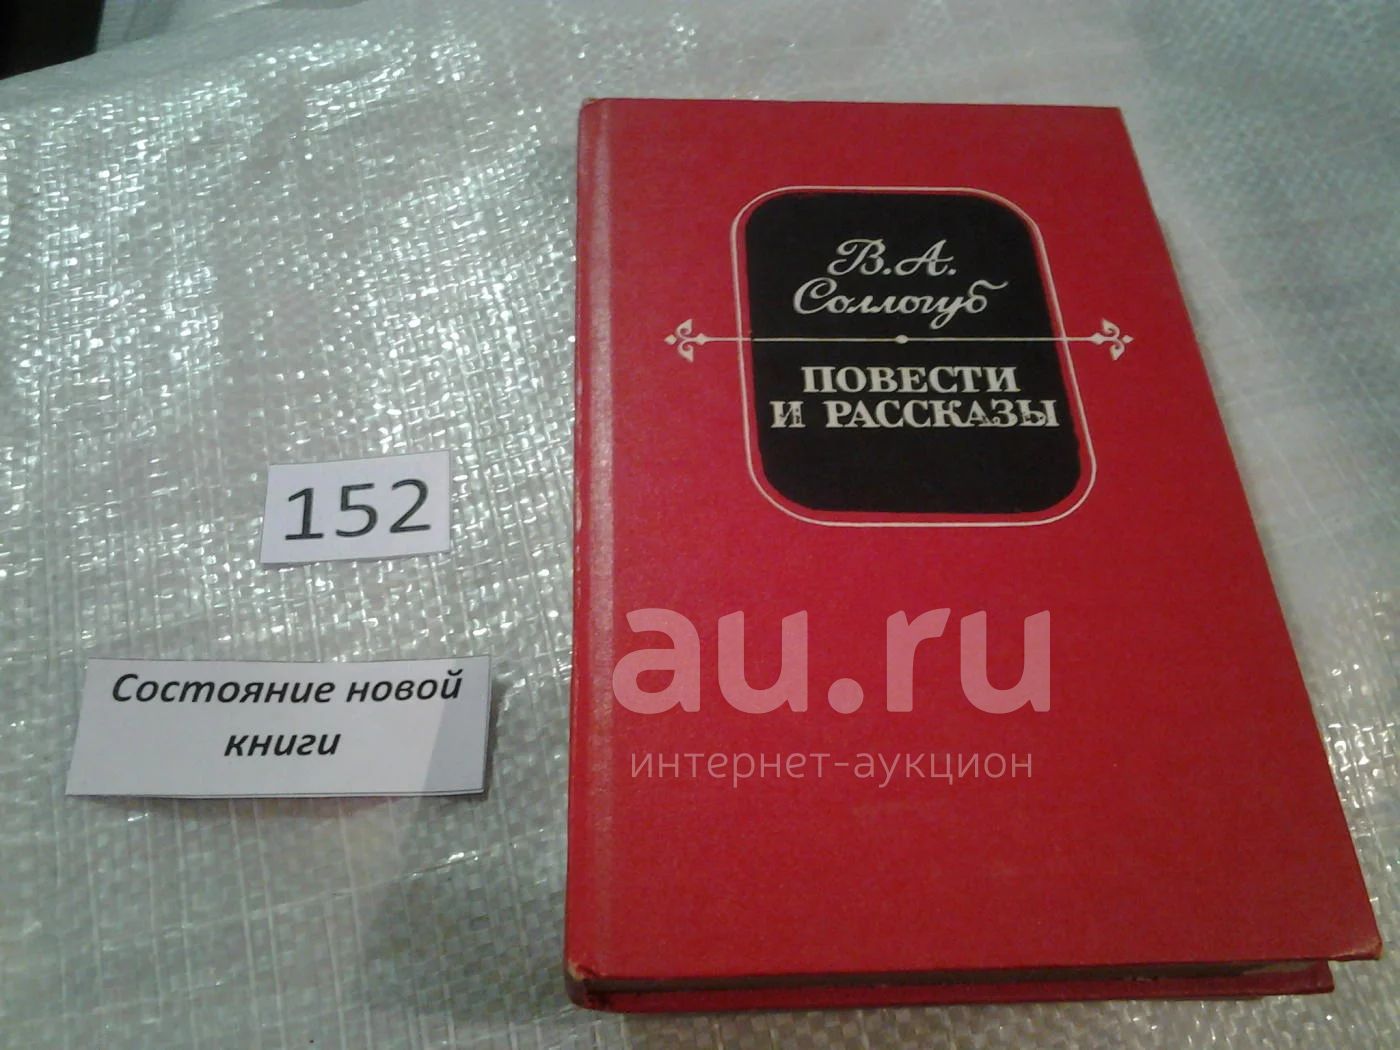 В.А.
Соллогуб
ПОВЕСТИ
И РАССКАЗЫ
152
Состояние новой
книги
au.ru
интернет-аукцион